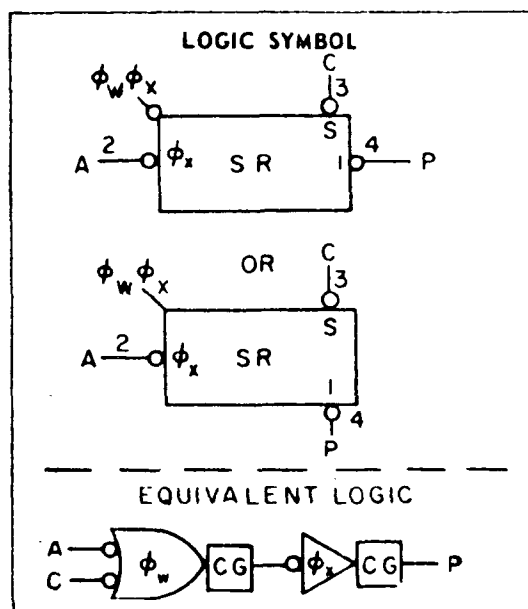 LOGIC SYMBOL
C
ϕw ϕx
3
S
A 2 ϕx SR 1 4 P
OR
C
ϕw ϕx
3
S
A 2 ϕx SR
1
4
P
EQUIVALENT LOGIC
A
C
ϕw CG ϕx CG P